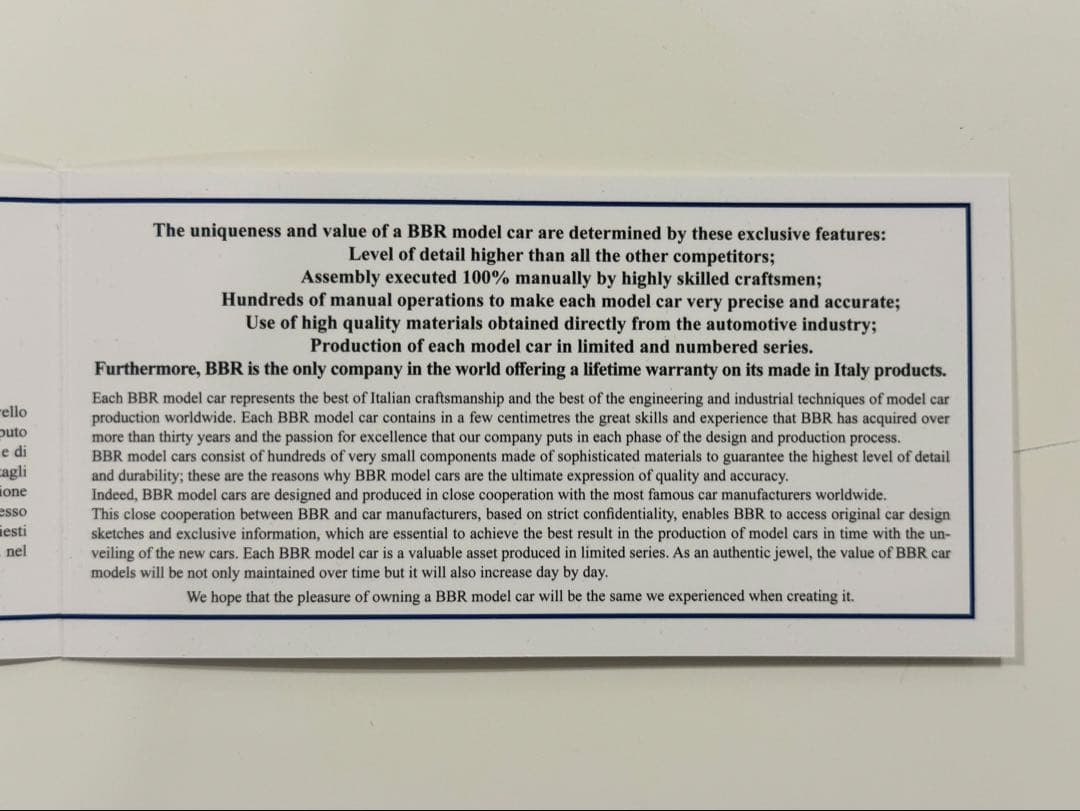 The uniqueness and value of a BBR model car are determined by these exclusive features:
Level of detail higher than all the other competitors;
Assembly executed 100% manually by highly skilled craftsmen;
Hundreds of manual operations to make each model car very precise and accurate;
Use of high quality materials obtained directly from the automotive industry;
Production of each model car in limited and numbered series.
Furthermore, BBR is the only company in the world offering a lifetime warranty on its made in Italy products.
Each BBR model car represents the best of Italian craftsmanship and the best of the engineering and industrial techniques of model car
production worldwide. Each BBR model car contains in a few centimetres the great skills and experience that BBR has acquired over
more than thirty years and the passion for excellence that our company puts in each phase of the design and production process.
BBR model cars consist of hundreds of very small components made of sophisticated materials to guarantee the highest level of detail
and durability; these are the reasons why BBR model cars are the ultimate expression of quality and accuracy.
Indeed, BBR model cars are designed and produced in close cooperation with the most famous car manufacturers worldwide.
This close cooperation between BBR and car manufacturers, based on strict confidentiality, enables BBR to access original car design
sketches and exclusive information, which are essential to achieve the best result in the production of model cars in time with the un-
veiling of the new cars. Each BBR model car is a valuable asset produced in limited series. As an authentic jewel, the value of BBR car
models will be not only maintained over time but it will also increase day by day.
We hope that the pleasure of owning a BBR model car will be the same we experienced when creating it.
e di
nel